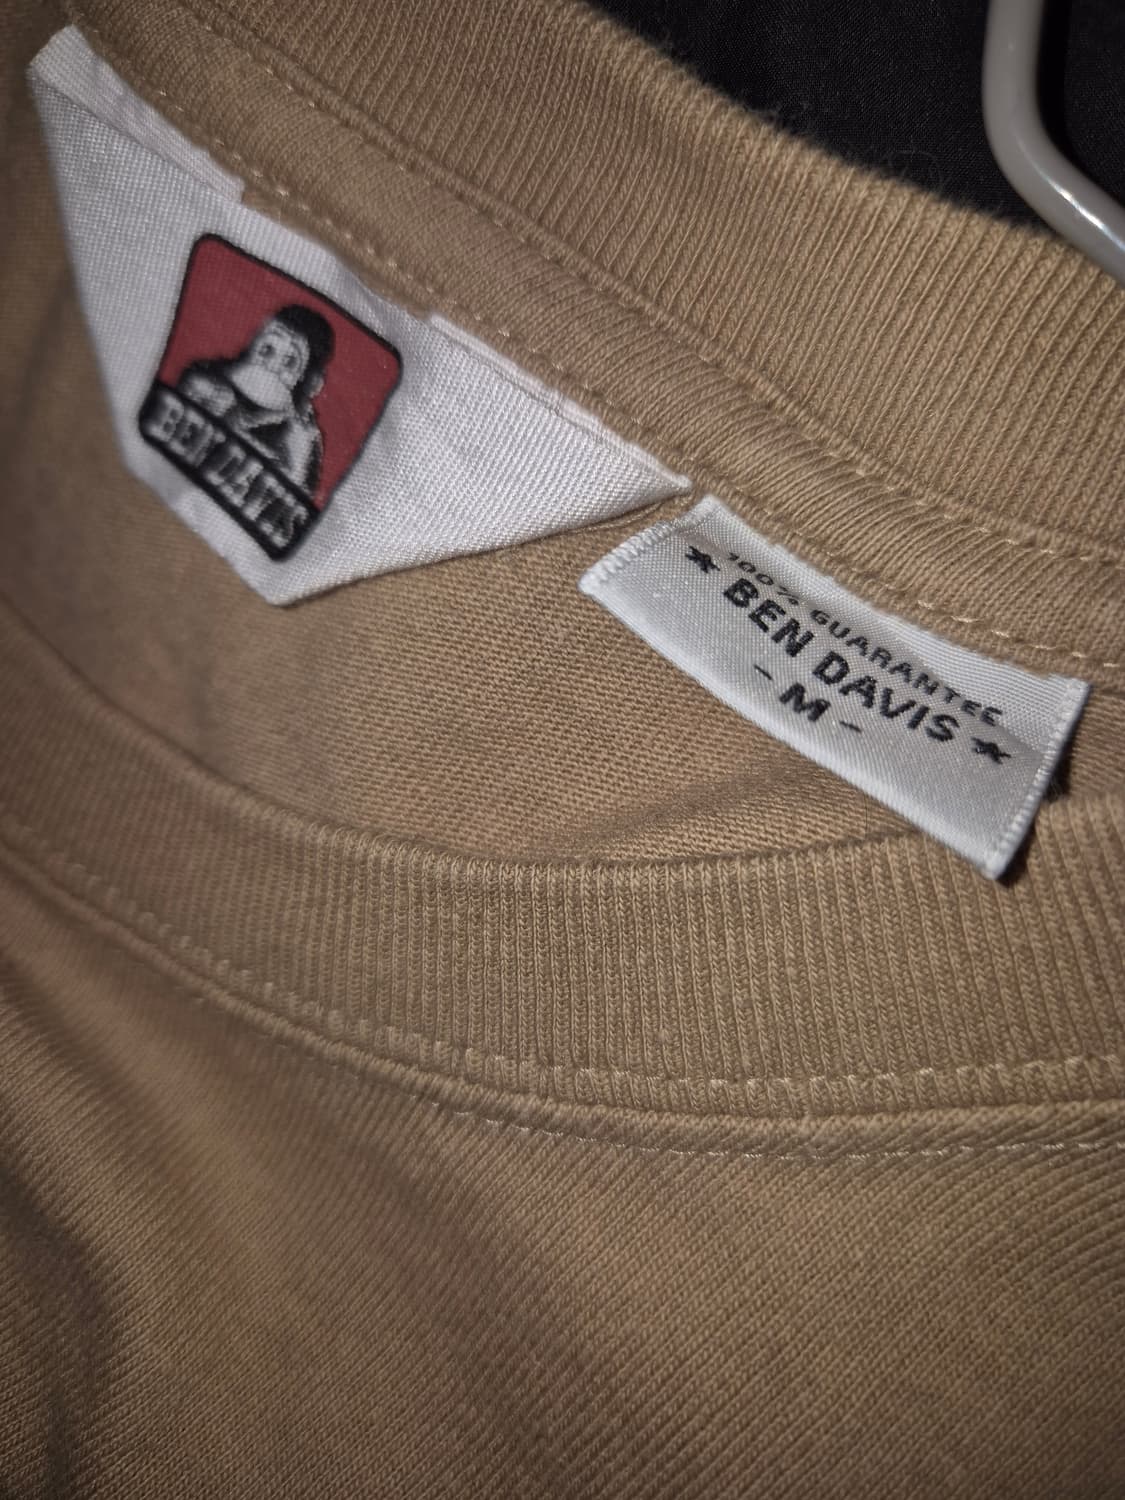 BEN DAVIS
100% GUARANTEE
★ BEN DAVIS ★
- M -